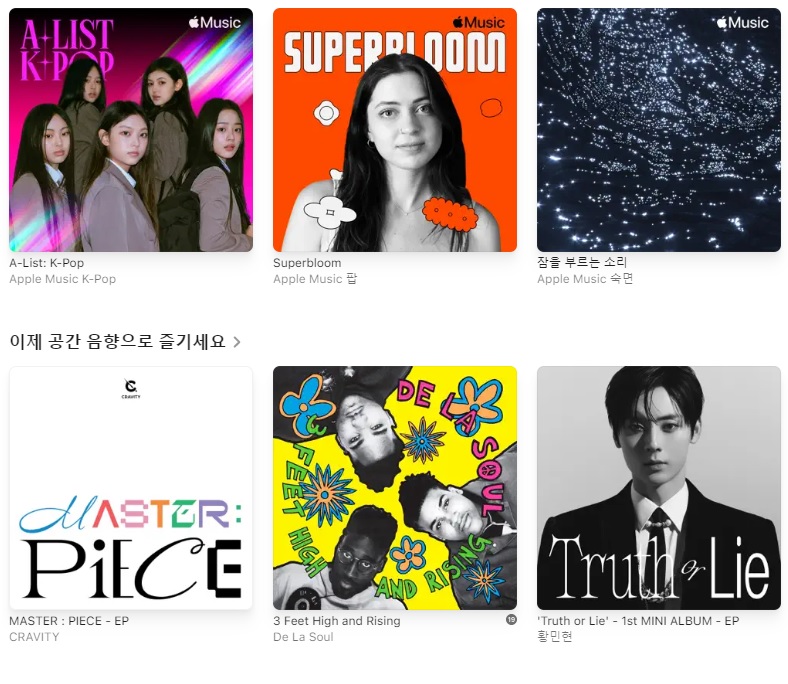 A-LIST
K-POP
Music
SUPERBLOOM
Music
Music
A-List: K-Pop
Apple Music K-Pop
Superbloom
Apple Music 팝
잠을 부르는 소리
Apple Music 숙면
이제 공간 음향으로 즐기세요 >
CRAVITY
MASTER:
PiECE
3 FEET HIGH AND RISING
DE LA SOUL
Truth or Lie
MASTER : PIECE - EP
CRAVITY
3 Feet High and Rising
19
De La Soul
'Truth or Lie' - 1st MINI ALBUM - EP
황민현